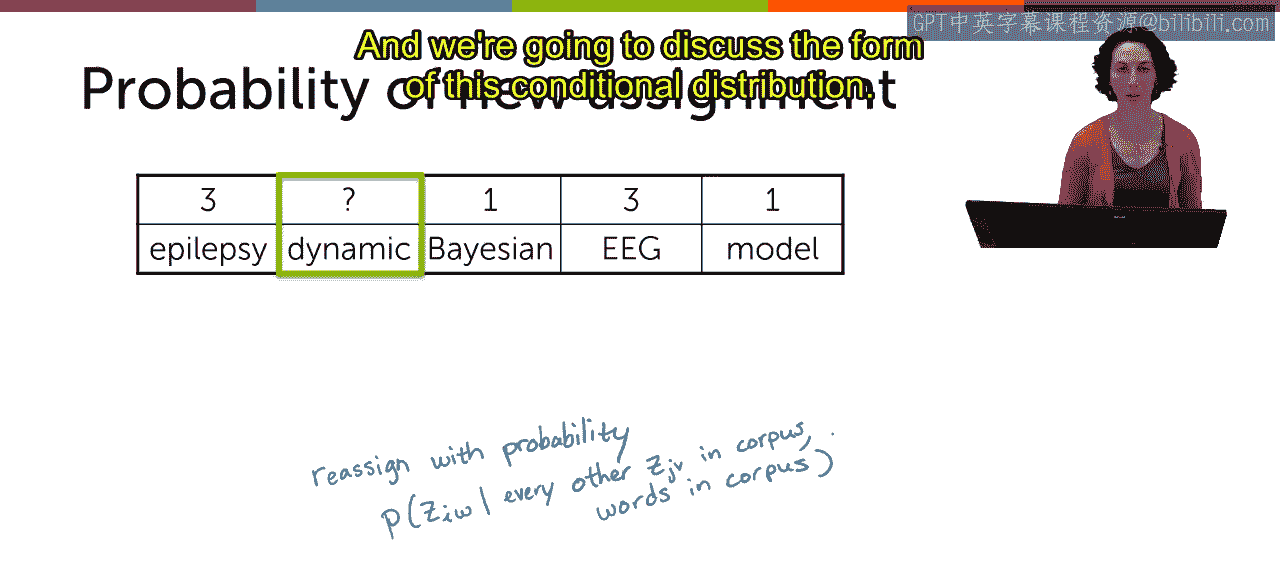 GPT中英字幕课程资源@bilibili.com
And we're going to discuss the form
of this conditional distribution.
Probability of new assignment
3 ? 1 3 1
epilepsy dynamic Bayesian EEG model
reassign with probability
p(z_iw | every other z_jv in corpus,
words in corpus)